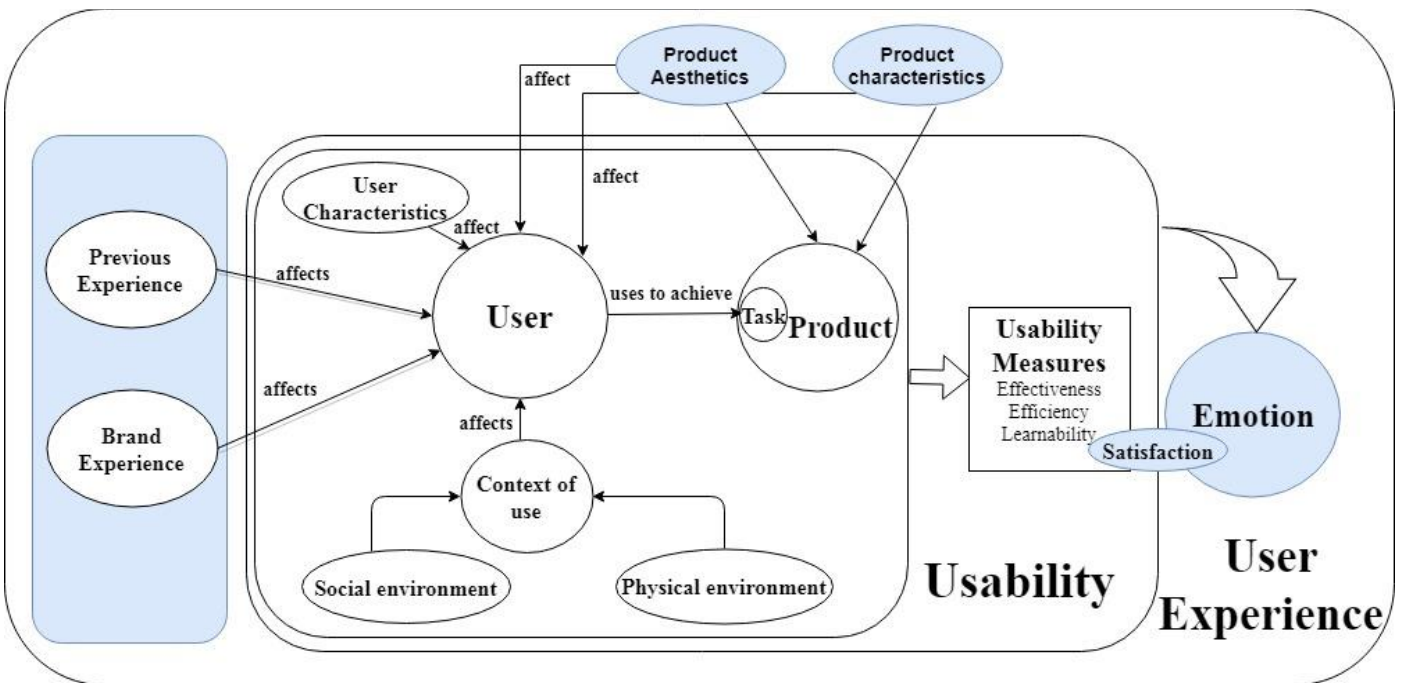 Product
Aesthetics
Product
characteristics
affect
affect
User
Characteristics
affect
Previous
Experience
affects
User
uses to achieve
Task
Product
Usability
Measures
Effectiveness
Efficiency
Learnability
Satisfaction
Emotion
Brand
Experience
affects
affects
Context of
use
Social environment
Physical environment
Usability
User
Experience